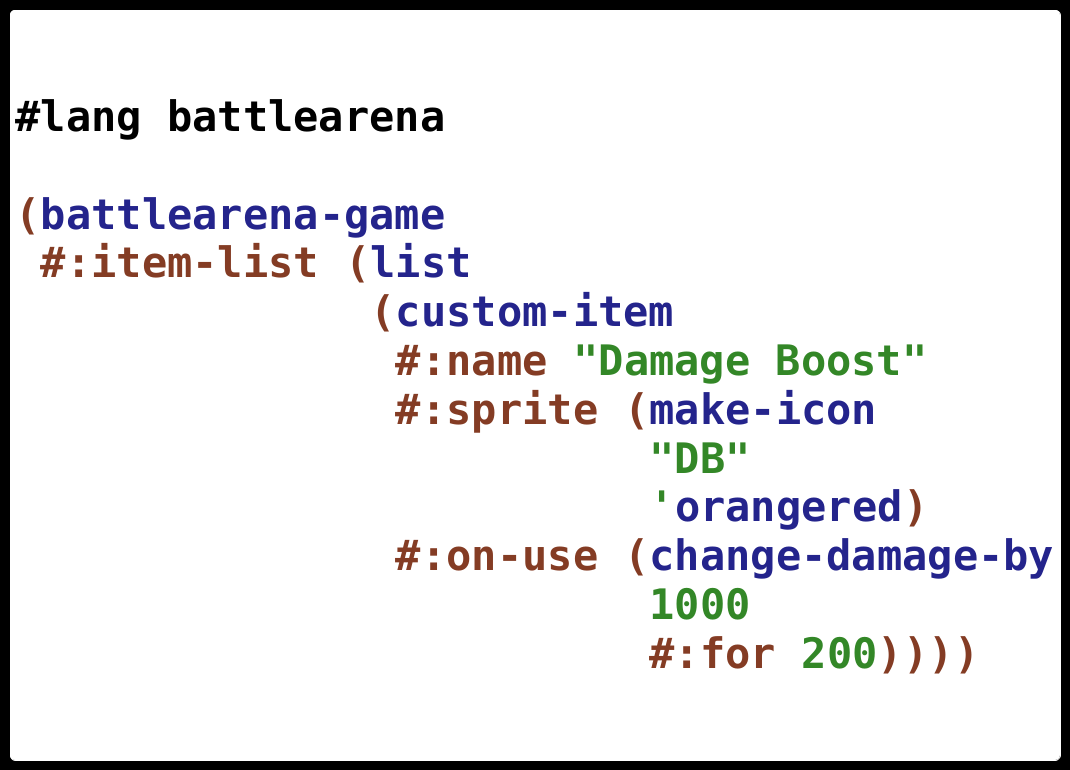 #lang battlearena
(battlearena-game
#:item-list (list
(custom-item
#:name "Damage Boost"
#:sprite (make-icon
"DB"
'orangered)
#:on-use (change-damage-by
1000
#:for 200))))